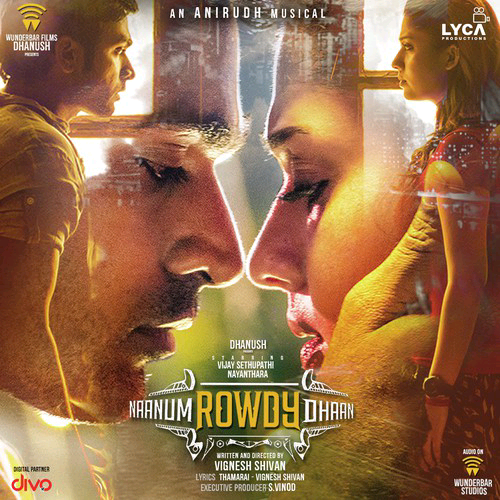 AN ANIRUDH MUSICAL
WUNDERBAR FILMS
DHANUSH
PRESENTS
LYCA
PRODUCTIONS
DHANUSH
STARRING
VIJAY SETHUPATHI
NAYANTHARA
NAANUM ROWDY DHAAN
WRITTEN AND DIRECTED BY
VIGNESH SHIVAN
LYRICS THAMARAI - VIGNESH SHIVAN
EXECUTIVE PRODUCER S.VINOD
DIGITAL PARTNER
divo
AUDIO ON
WUNDERBAR
STUDIOS